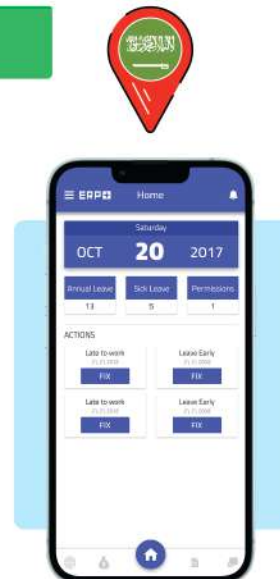 ERP
Home
Saturday
OCT 20 2017
Annual Leave Sick Leave Permissions
13 5 1
ACTIONS
Late to work Leave Early
FIX FIX
Late to work Leave Early
FIX FIX